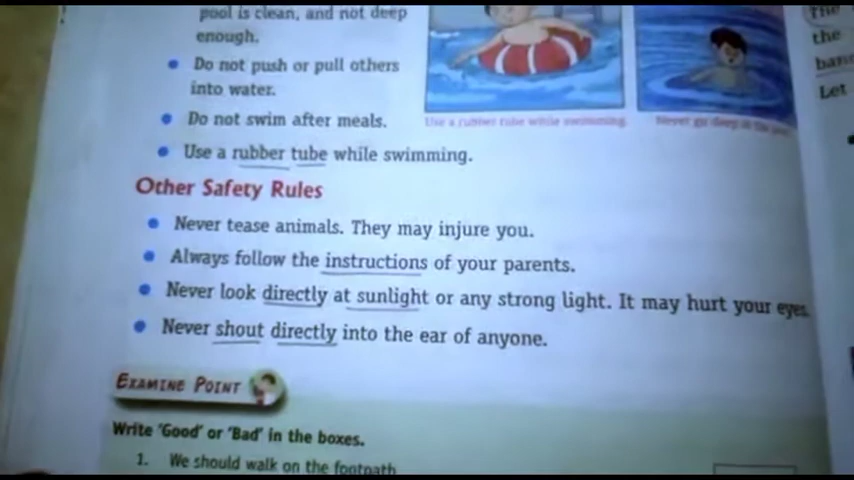 pool is clean, and not deep
enough.
Do not push or pull others
into water.
Do not swim after meals.
Use a rubber tube while swimming.
Use a rubber tube while swimming.
Never go deep
Other Safety Rules
Never tease animals. They may injure you.
Always follow the instructions of your parents.
Never look directly at sunlight or any strong light. It may hurt your eyes.
Never shout directly into the ear of anyone.
EXAMINE POINT
Write 'Good' or 'Bad' in the boxes.
1. We should walk on the footpath
The
the
Let